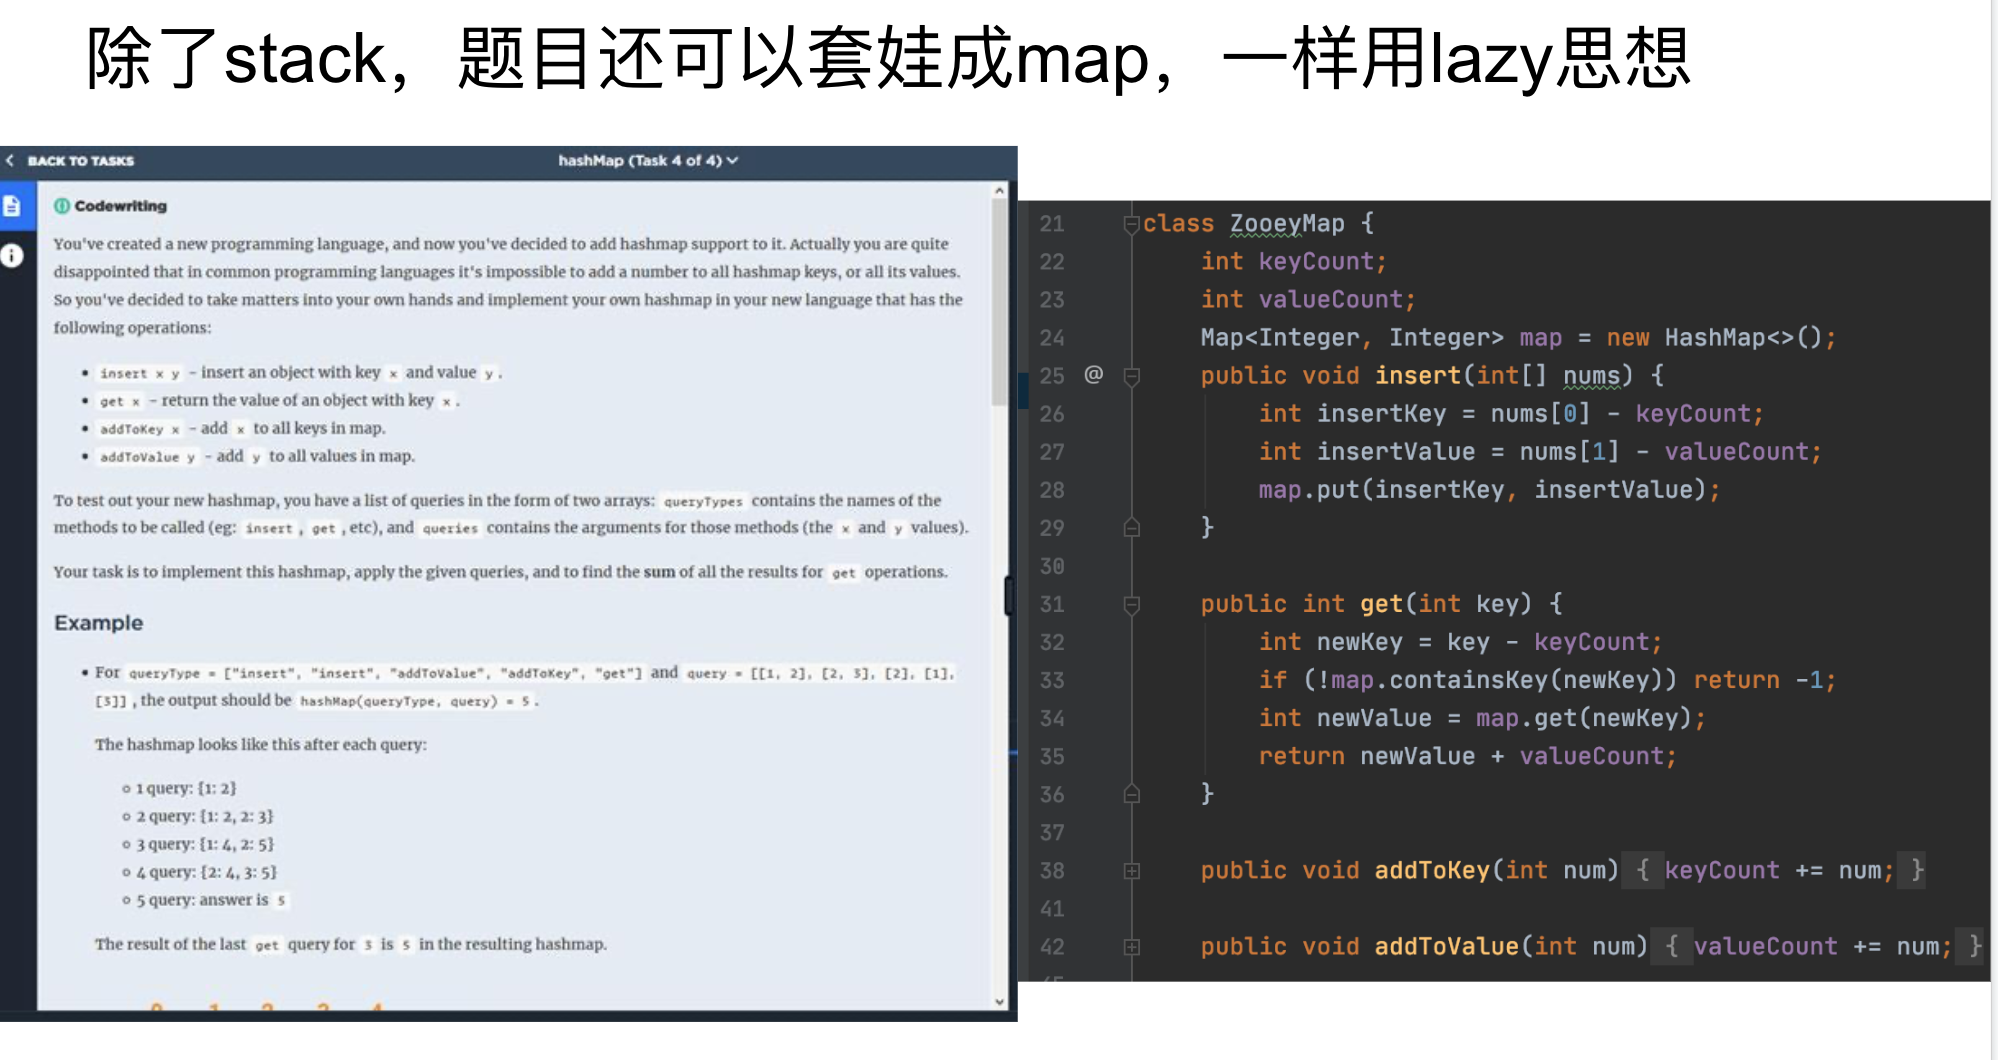 除了stack，题目还可以套娃成map，一样用lazy思想
BACK TO TASKS
hashMap (Task 4 of 4)
Codewriting
You've created a new programming language, and now you've decided to add hashmap support to it. Actually you are quite
disappointed that in common programming languages it's impossible to add a number to all hashmap keys, or all its values.
So you've decided to take matters into your own hands and implement your own hashmap in your new language that has the
following operations:
• insert x y – insert an object with key x and value y.
• get x – return the value of an object with key x.
• addToKey x – add x to all keys in map.
• addToValue y – add y to all values in map.
To test out your new hashmap, you have a list of queries in the form of two arrays: queryTypes contains the names of the
methods to be called (eg: insert, get, etc), and queries contains the arguments for those methods (the x and y values).
Your task is to implement this hashmap, apply the given queries, and to find the sum of all the results for get operations.
Example
• For queryType = ["insert", "insert", "addToValue", "addToKey", "get"] and query = [[1, 2], [2, 3], [2], [1],
[3]], the output should be hashMap(queryType, query) = 5.
The hashmap looks like this after each query:
◦ 1 query: {1: 2}
◦ 2 query: {1: 2, 2: 3}
◦ 3 query: {1: 4, 2: 5}
◦ 4 query: {2: 4, 3: 5}
◦ 5 query: answer is 5
The result of the last get query for 3 is 5 in the resulting hashmap.
21 class ZooeyMap {
22 int keyCount;
23 int valueCount;
24 Map<Integer, Integer> map = new HashMap<>();
25 @ public void insert(int[] nums) {
26 int insertKey = nums[0] - keyCount;
27 int insertValue = nums[1] - valueCount;
28 map.put(insertKey, insertValue);
29 }
30
31 public int get(int key) {
32 int newKey = key - keyCount;
33 if (!map.containsKey(newKey)) return -1;
34 int newValue = map.get(newKey);
35 return newValue + valueCount;
36 }
37
38 public void addToKey(int num) { keyCount += num; }
41
42 public void addToValue(int num) { valueCount += num; }